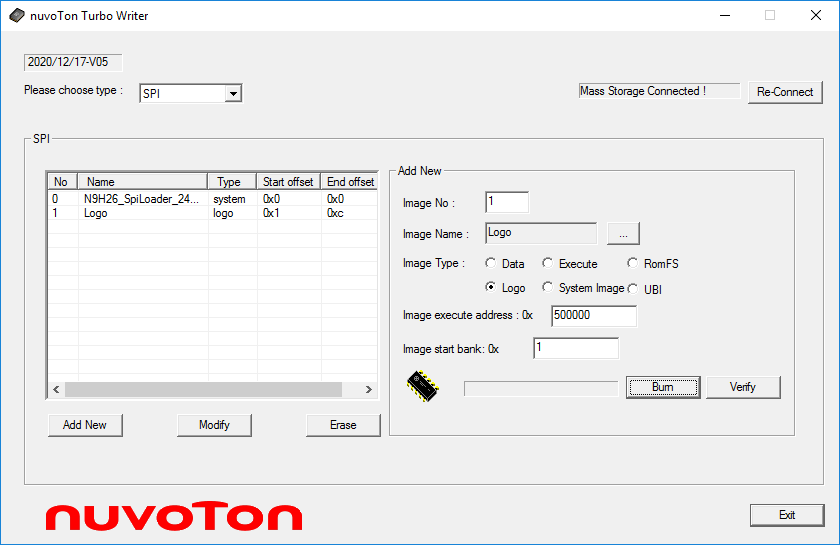 nuvoTon Turbo Writer
2020/12/17-V05
Please choose type :
SPI
Mass Storage Connected !
Re-Connect
SPI
No Name Type Start offset End offset
0 N9H26_SpiLoader_24... system 0x0 0x0
1 Logo logo 0x1 0xc
Add New
Modify
Erase
Add New
Image No :
1
Image Name :
Logo
...
Image Type :
Data
Execute
RomFS
Logo
System Image
UBI
Image execute address : 0x
500000
Image start bank: 0x
1
Burn
Verify
nuvoTon
Exit